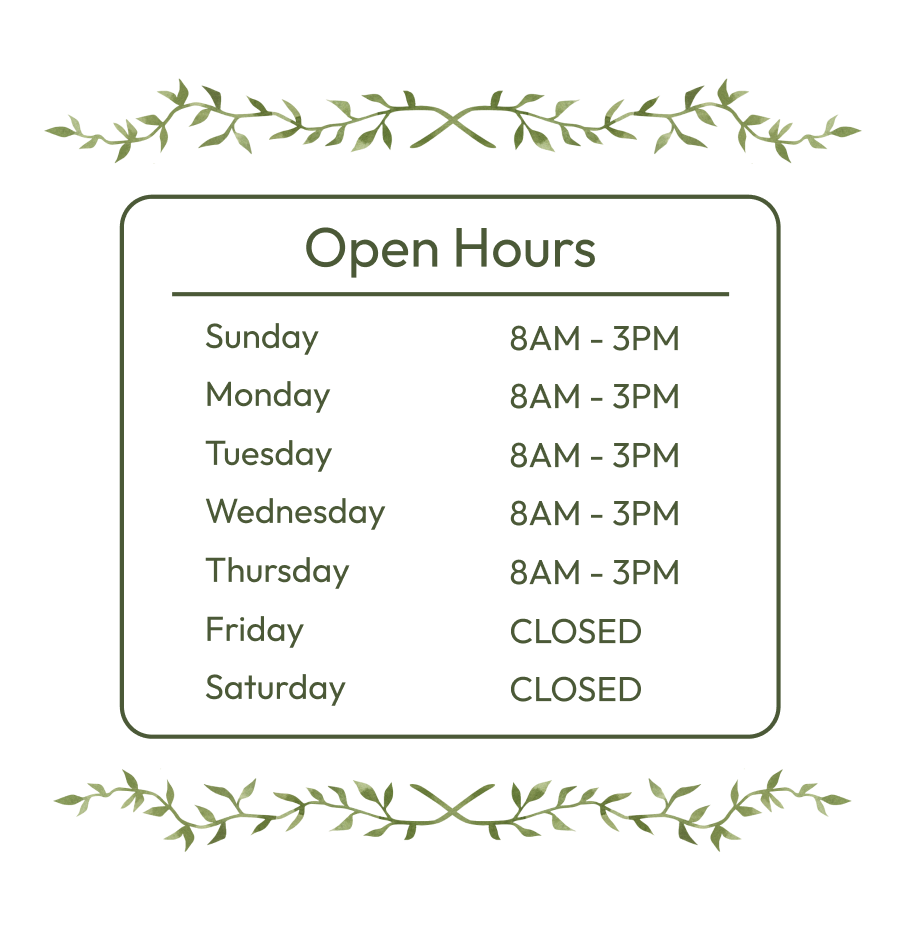 Open Hours
Sunday 8AM - 3PM
Monday 8AM - 3PM
Tuesday 8AM - 3PM
Wednesday 8AM - 3PM
Thursday 8AM - 3PM
Friday CLOSED
Saturday CLOSED